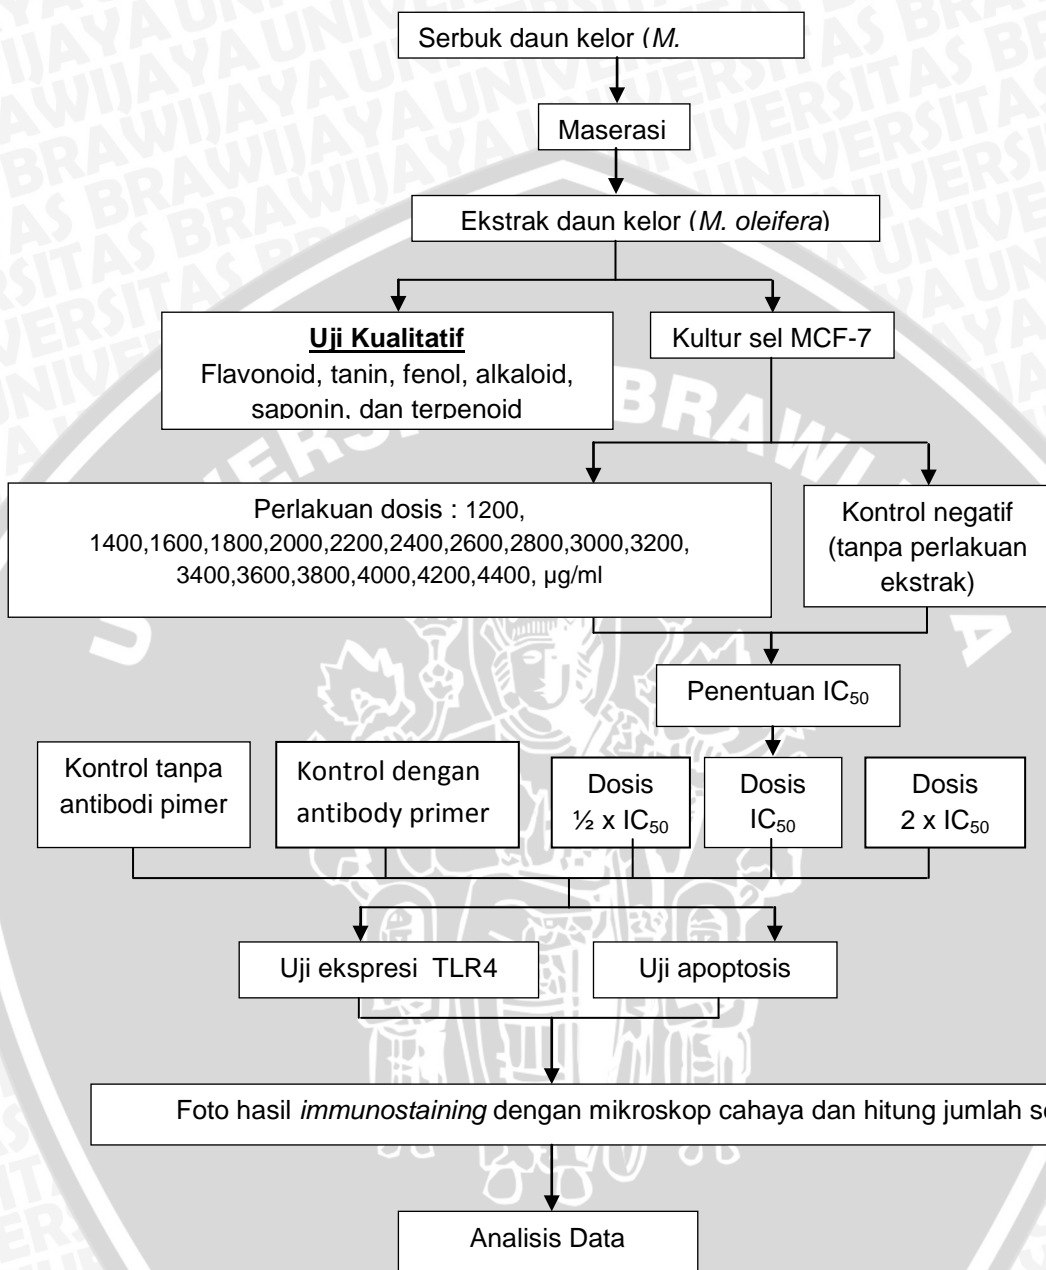 Serbuk daun kelor (M.
Maserasi
Ekstrak daun kelor (M. oleifera)
Uji Kualitatif
Flavonoid, tanin, fenol, alkaloid,
saponin, dan terpenoid
Kultur sel MCF-7
Perlakuan dosis : 1200,
1400,1600,1800,2000,2200,2400,2600,2800,3000,3200,
3400,3600,3800,4000,4200,4400, µg/ml
Kontrol negatif
(tanpa perlakuan
ekstrak)
Penentuan IC₅₀
Kontrol tanpa
antibodi pimer
Kontrol dengan
antibody primer
Dosis
½ x IC₅₀
Dosis
IC₅₀
Dosis
2 x IC₅₀
Uji ekspresi TLR4
Uji apoptosis
Foto hasil immunostaining dengan mikroskop cahaya dan hitung jumlah
Analisis Data